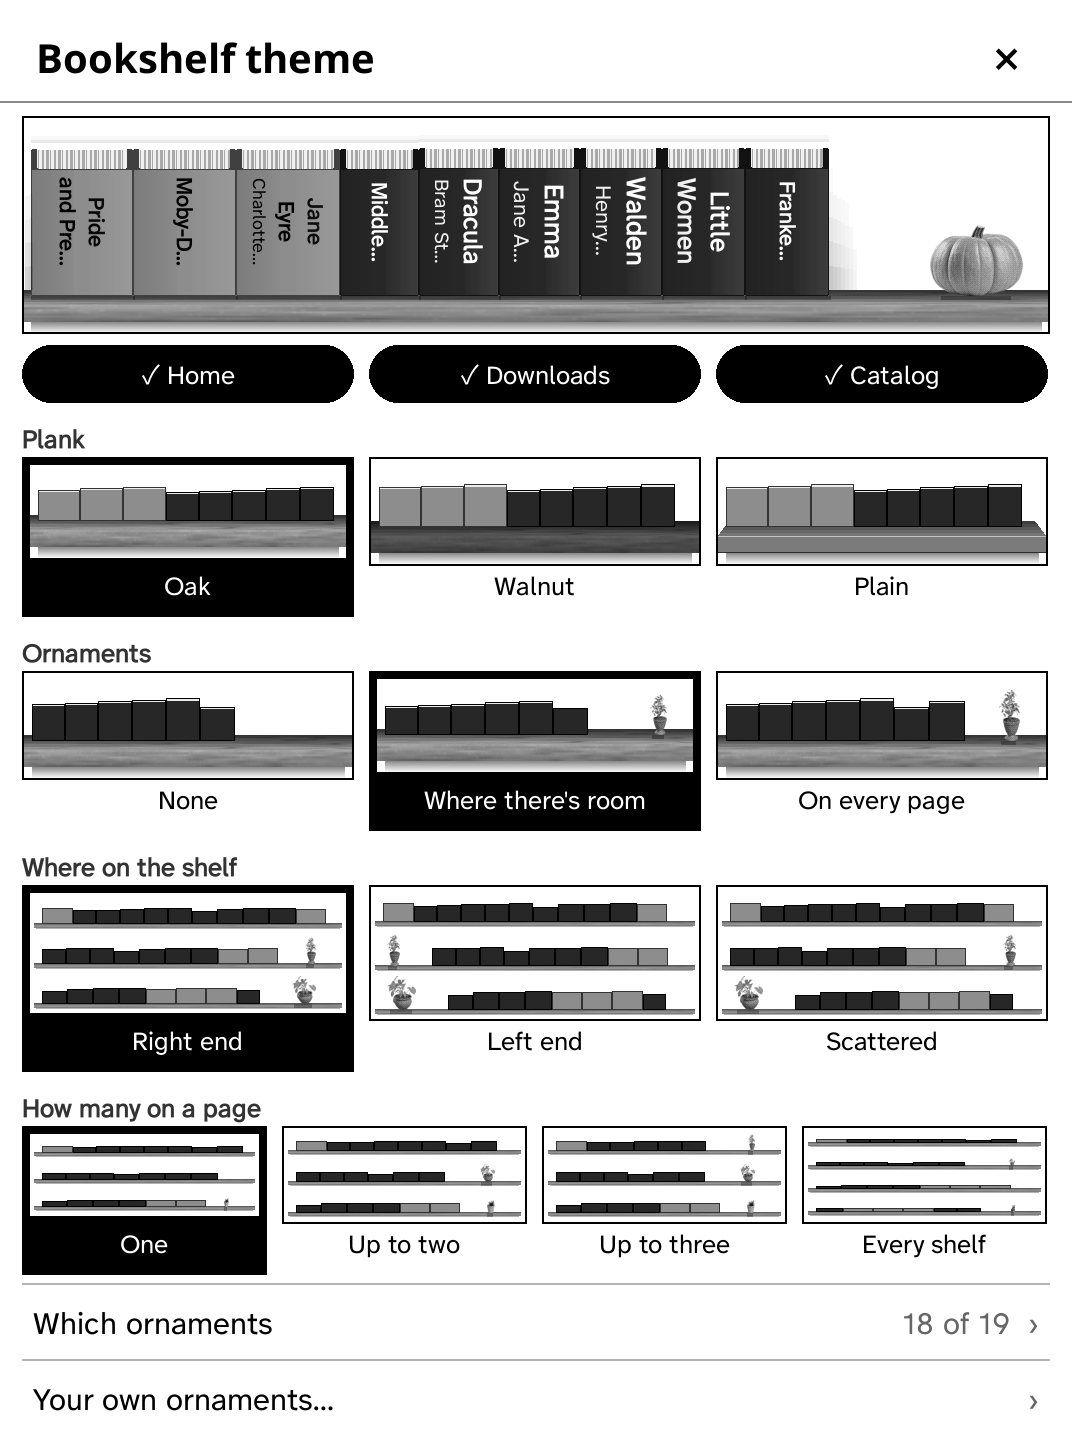 Bookshelf theme ×
Pride
and Pre...
Moby-D...
Jane
Eyre
Charlotte...
Middle...
Dracula
Bram St...
Emma
Jane A...
Walden
Henry...
Little
Women
Franke...
✓ Home ✓ Downloads ✓ Catalog
Plank
Oak Walnut Plain
Ornaments
None Where there's room On every page
Where on the shelf
Right end Left end Scattered
How many on a page
One Up to two Up to three Every shelf
Which ornaments 18 of 19 ›
Your own ornaments... ›